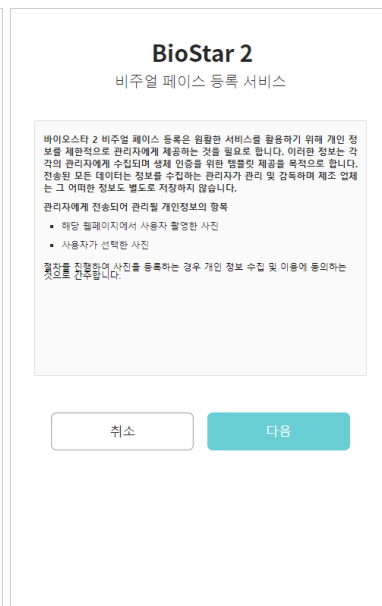 BioStar 2
비주얼 페이스 등록 서비스
바이오스타 2 비주얼 페이스 등록은 원활한 서비스를 활용하기 위해 개인 정
보를 제한적으로 관리자에게 제공하는 것을 필요로 합니다. 이러한 정보는 각
각의 관리자에게 수집되며 생체 인증을 위한 템플릿 제공을 목적으로 합니다.
전송된 모든 데이터는 정보를 수집하는 관리자가 관리 및 감독하며 제조 업체
는 그 어떠한 정보도 별도로 저장하지 않습니다.
관리자에게 전송되어 관리될 개인정보의 항목
▪ 해당 웹페이지에서 사용자 촬영한 사진
▪ 사용자가 선택한 사진
절차를 진행하여 사진을 등록하는 경우 개인 정보 수집 및 이용에 동의하는
것으로 간주합니다.
취소
다음